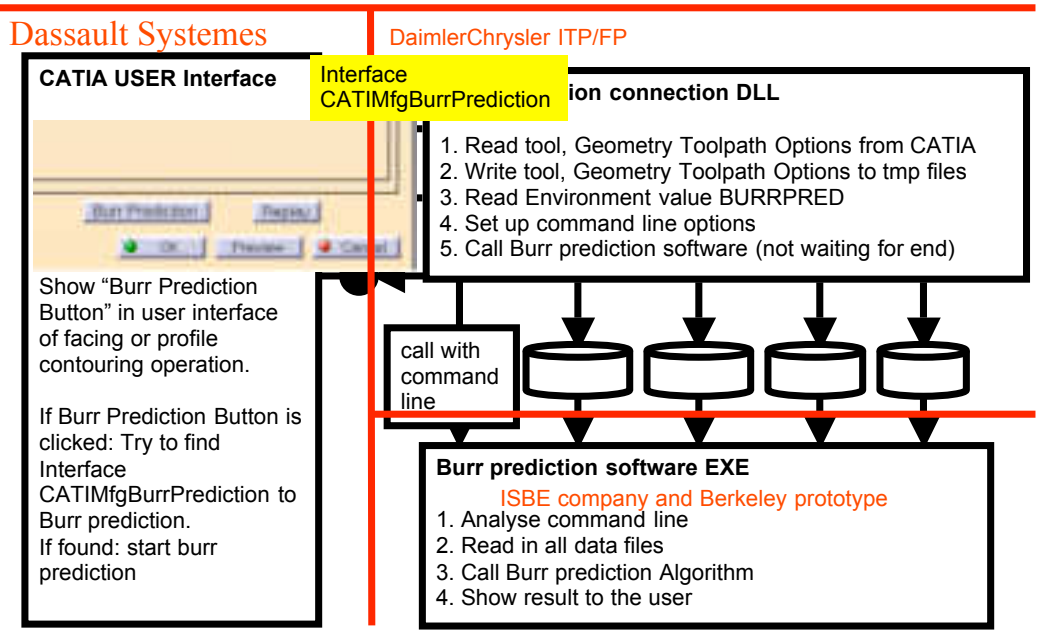 Dassault Systemes
DaimlerChrysler ITP/FP
CATIA USER Interface
Burr Prediction
Replay
OK
Preview
Cancel
Show “Burr Prediction
Button” in user interface
of facing or profile
contouring operation.
If Burr Prediction Button is
clicked: Try to find
Interface
CATIMfgBurrPrediction to
Burr prediction.
If found: start burr
prediction
Interface
CATIMfgBurrPrediction
ion connection DLL
1. Read tool, Geometry Toolpath Options from CATIA
2. Write tool, Geometry Toolpath Options to tmp files
3. Read Environment value BURRPRED
4. Set up command line options
5. Call Burr prediction software (not waiting for end)
call with
command
line
Burr prediction software EXE
ISBE company and Berkeley prototype
1. Analyse command line
2. Read in all data files
3. Call Burr prediction Algorithm
4. Show result to the user